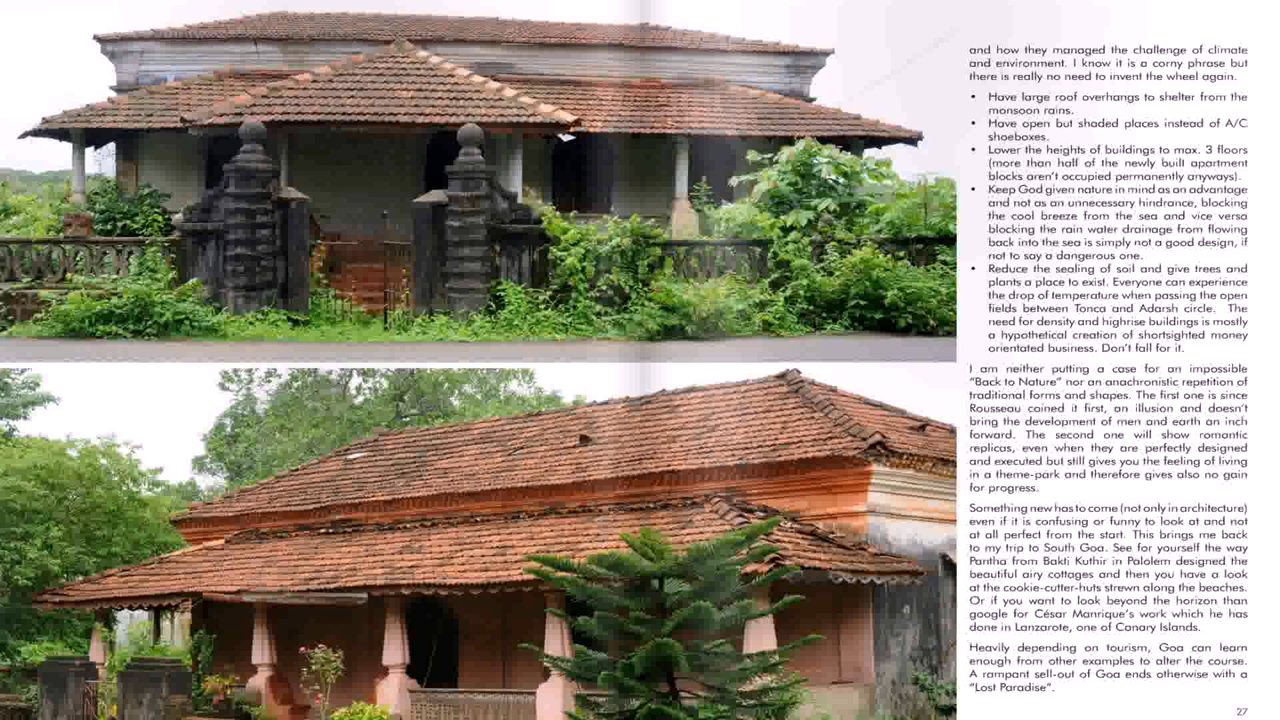 and how they managed the challenge of climate
and environment. I know it is a corny phrase but
there is really no need to invent the wheel again.
• Have large roof overhangs to shelter from the
monsoon rains.
• Have open but shaded places instead of A/C
shoeboxes.
• Lower the heights of buildings to max. 3 floors
(more than half of the newly built apartment
blocks aren't occupied permanently anyways).
• Keep God given nature in mind as an advantage
and not as an unnecessary hindrance, blocking
the cool breeze from the sea and vice versa
blocking the rain water drainage from flowing
back into the sea is simply not a good design, if
not to say a dangerous one.
• Reduce the sealing of soil and give trees and
plants a place to exist. Everyone can experience
the drop of temperature when passing the open
fields between Tonca and Adarsh circle. The
need for density and highrise buildings is mostly
a hypothetical creation of shortsighted money
orientated business. Don't fall for it.
I am neither putting a case for an impossible
"Back to Nature" nor an anachronistic repetition of
traditional forms and shapes. The first one is since
Rousseau coined it first, an illusion and doesn't
bring the development of men and earth an inch
forward. The second one will show romantic
replicas, even when they are perfectly designed
and executed but still gives you the feeling of living
in a theme-park and therefore gives also no gain
for progress.
Something new has to come (not only in architecture)
even if it is confusing or funny to look at and not
at all perfect from the start. This brings me back
to my trip to South Goa. See for yourself the way
Pantha from Bakti Kuthir in Palolem designed the
beautiful airy cottages and then you have a look
at the cookie-cutter-huts strewn along the beaches.
Or if you want to look beyond the horizon than
google for César Manrique's work which he has
done in Lanzarote, one of Canary Islands.
Heavily depending on tourism, Goa can learn
enough from other examples to alter the course.
A rampant sell-out of Goa ends otherwise with a
"Lost Paradise".
27